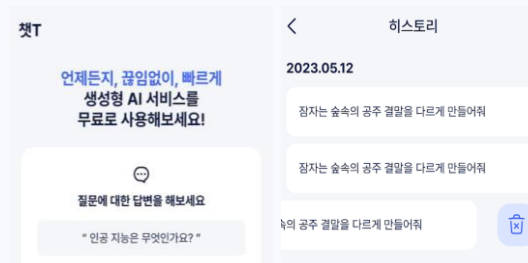 챗T
언제든지, 끊임없이, 빠르게
생성형 AI 서비스를
무료로 사용해보세요!
질문에 대한 답변을 해보세요
" 인공 지능은 무엇인가요? "
히스토리
2023.05.12
잠자는 숲속의 공주 결말을 다르게 만들어줘
잠자는 숲속의 공주 결말을 다르게 만들어줘
속의 공주 결말을 다르게 만들어줘